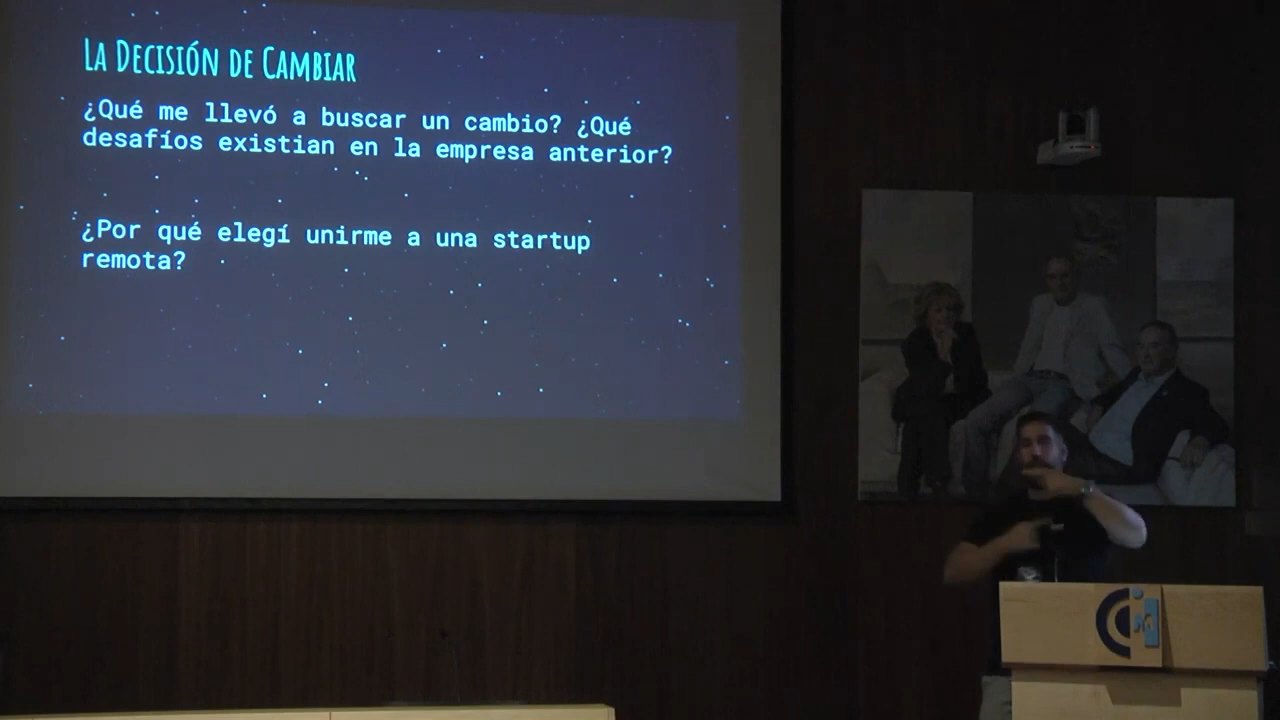 La Decisión de Cambiar
¿Qué me llevó a buscar un cambio? ¿Qué
desafíos existian en la empresa anterior?
¿Por qué elegí unirme a una startup
remota?